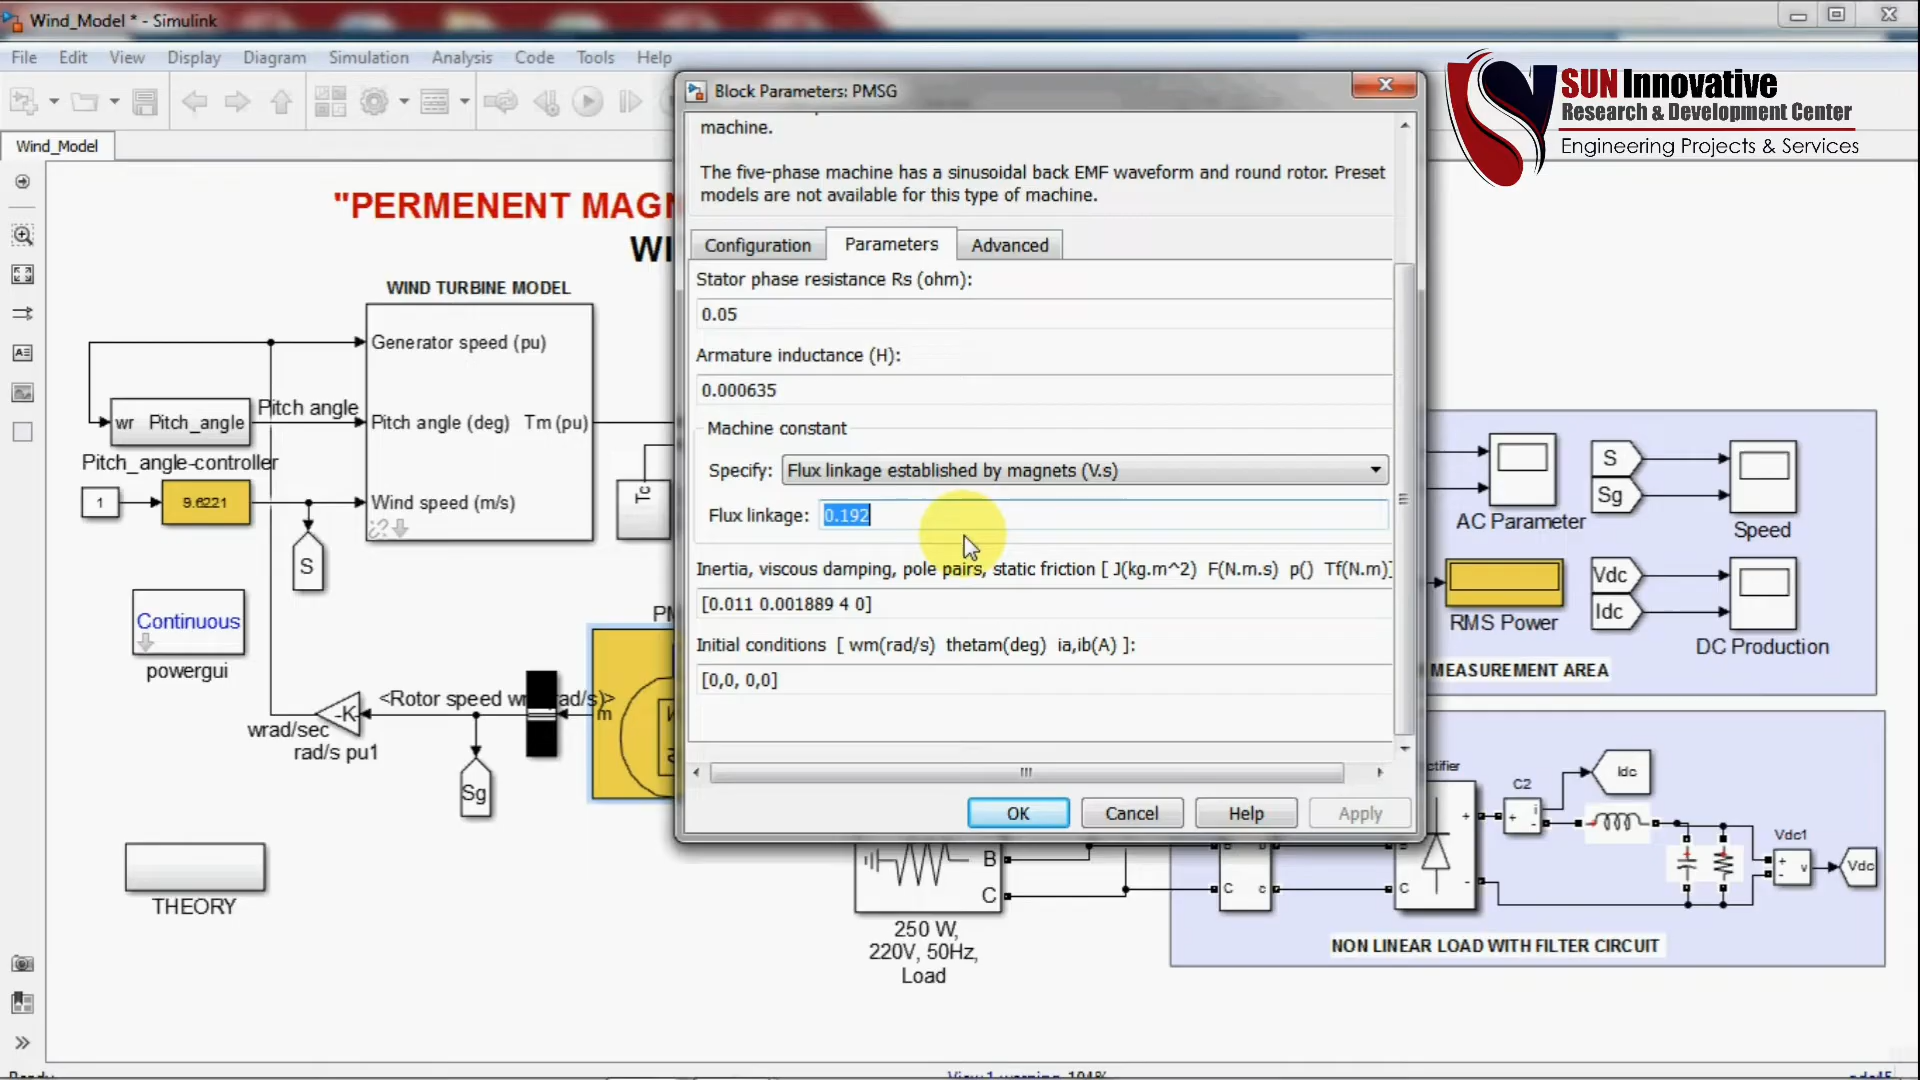 Wind_Model * - Simulink
File Edit View Display Diagram Simulation Analysis Code Tools Help
Wind_Model
SUN Innovative
Research & Development Center
Engineering Projects & Services
"PERMENENT MAGN
WI
WIND TURBINE MODEL
Generator speed (pu)
Pitch angle
wr Pitch_angle
Pitch angle (deg) Tm (pu)
Pitch_angle-controller
1
9.6221
Wind speed (m/s)
S
Tc
Continuous
powergui
<Rotor speed wm (rad/s)>
m
-K-
wrad/sec
rad/s pu1
Sg
THEORY
Block Parameters: PMSG
machine.
The five-phase machine has a sinusoidal back EMF waveform and round rotor. Preset
models are not available for this type of machine.
Configuration Parameters Advanced
Stator phase resistance Rs (ohm):
0.05
Armature inductance (H):
0.000635
Machine constant
Specify: Flux linkage established by magnets (V.s)
Flux linkage: 0.192
Inertia, viscous damping, pole pairs, static friction [ J(kg.m^2) F(N.m.s) p() Tf(N.m)]
[0.011 0.001889 4 0]
Initial conditions [ wm(rad/s) thetam(deg) ia,ib(A) ]:
[0,0, 0,0]
OK Cancel Help Apply
AC Parameter
S
Sg
Speed
RMS Power
Vdc
Idc
DC Production
MEASUREMENT AREA
B
C
250 W,
220V, 50Hz,
Load
C c
C
+
-
C2
+ i
-
Idc
Vdc1
+
- v
Vdc
NON LINEAR LOAD WITH FILTER CIRCUIT
Ready
View 1 warning 104%